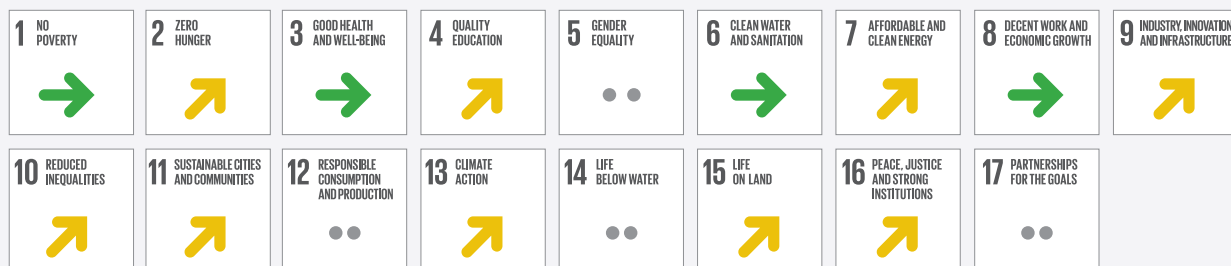 1 NO
POVERTY
2 ZERO
HUNGER
3 GOOD HEALTH
AND WELL-BEING
4 QUALITY
EDUCATION
5 GENDER
EQUALITY
6 CLEAN WATER
AND SANITATION
7 AFFORDABLE AND
CLEAN ENERGY
8 DECENT WORK AND
ECONOMIC GROWTH
9 INDUSTRY, INNOVATION
AND INFRASTRUCTURE
10 REDUCED
INEQUALITIES
11 SUSTAINABLE CITIES
AND COMMUNITIES
12 RESPONSIBLE
CONSUMPTION
AND PRODUCTION
13 CLIMATE
ACTION
14 LIFE
BELOW WATER
15 LIFE
ON LAND
16 PEACE, JUSTICE
AND STRONG
INSTITUTIONS
17 PARTNERSHIPS
FOR THE GOALS